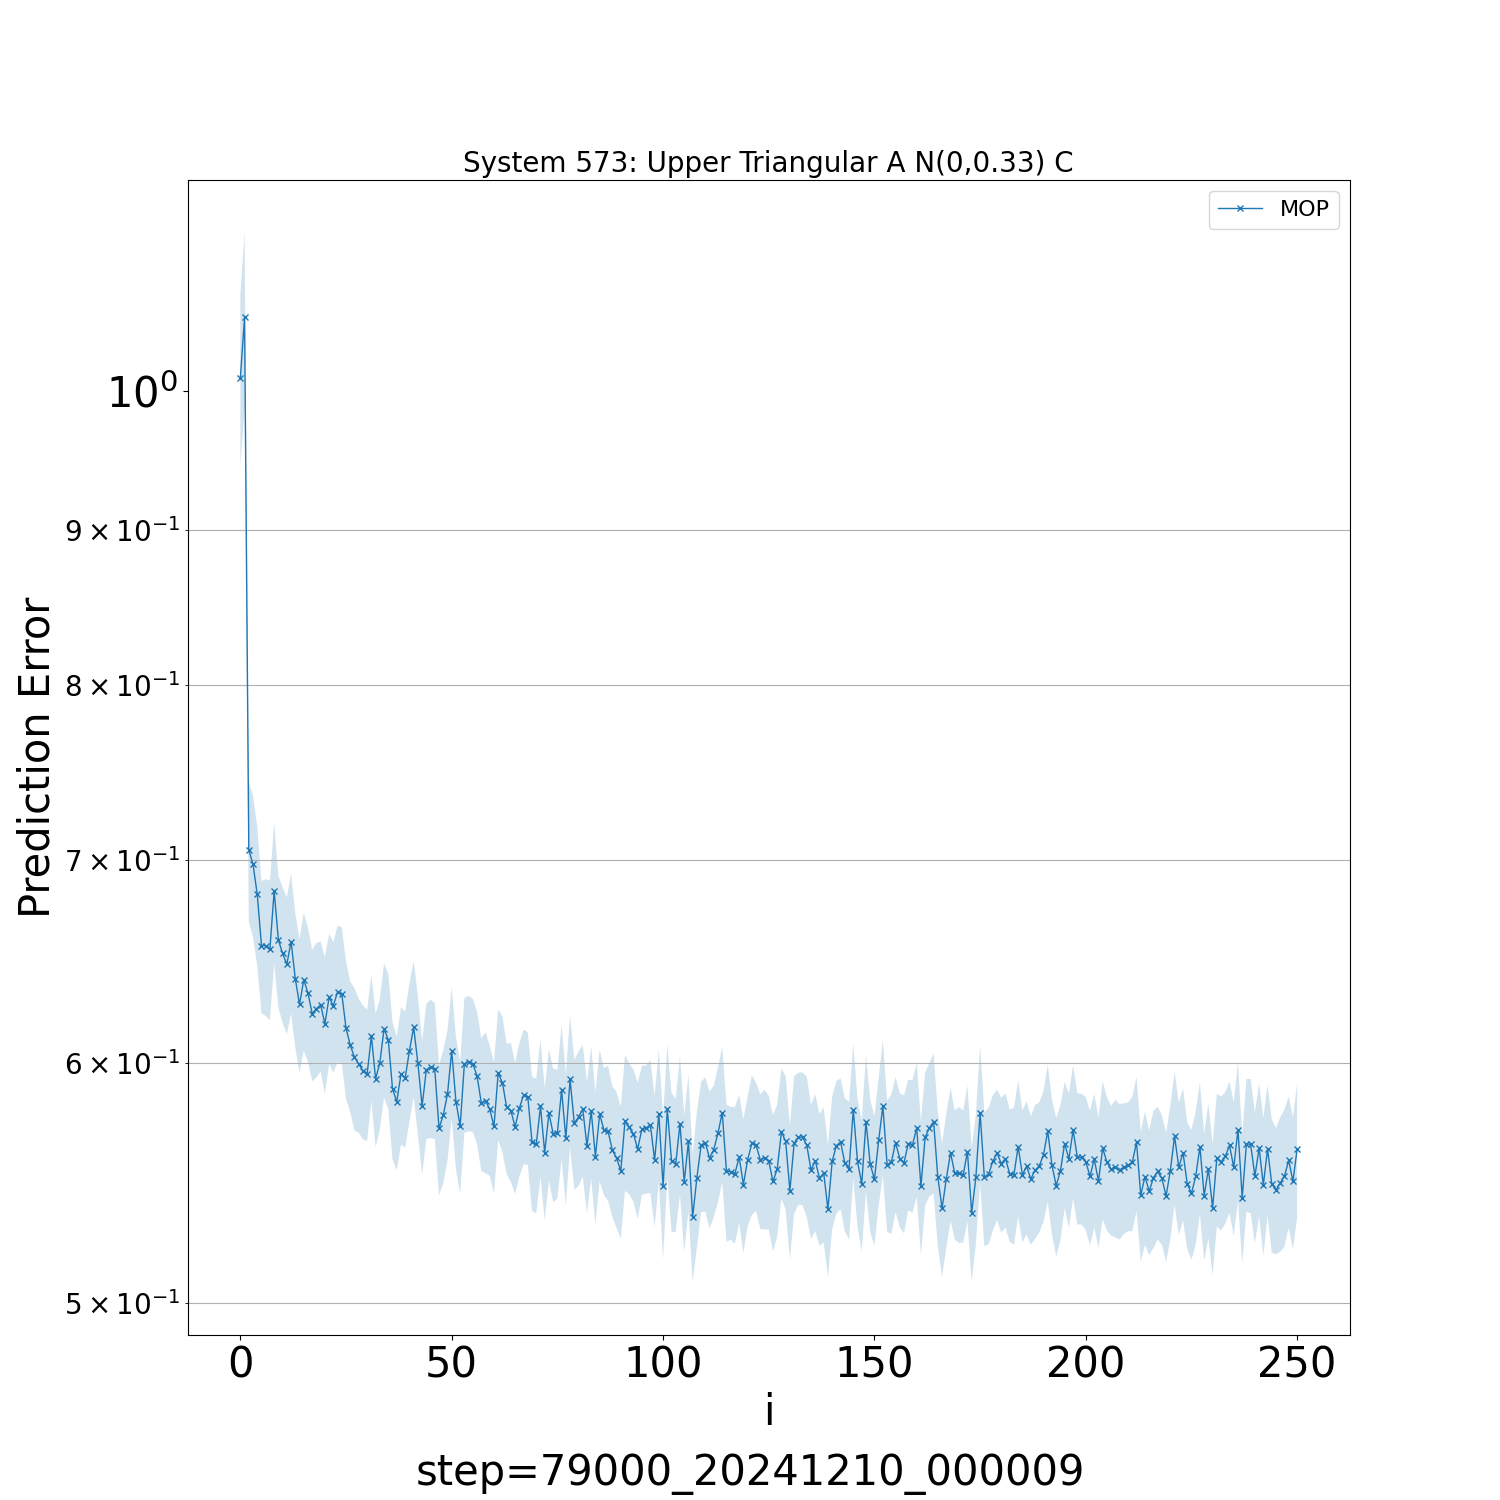 System 573: Upper Triangular A N(0,0.33) C
MOP
10⁰
9 × 10⁻¹
8 × 10⁻¹
7 × 10⁻¹
6 × 10⁻¹
5 × 10⁻¹
Prediction Error
0 50 100 150 200 250
i
step=79000_20241210_000009